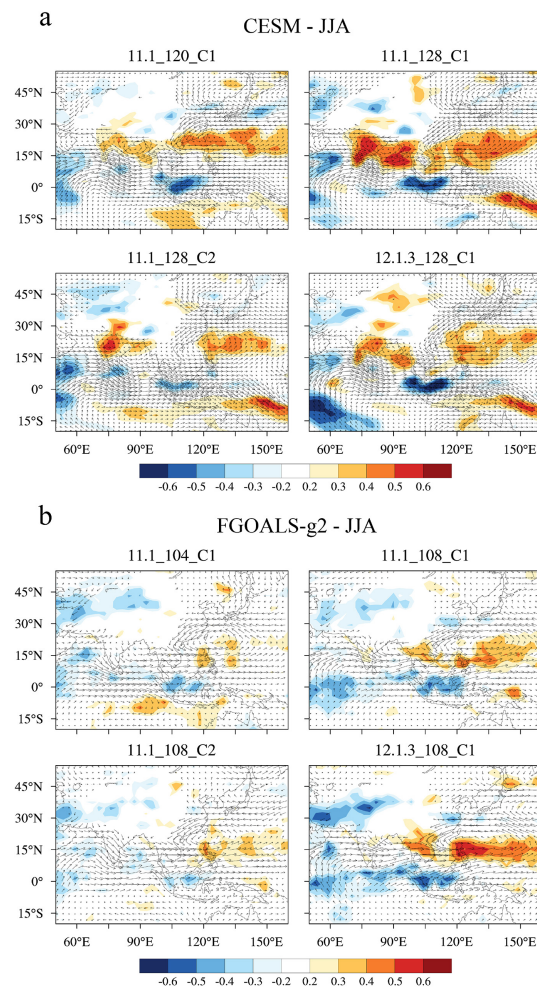 a
CESM - JJA
11.1_120_C1 11.1_128_C1
45°N
30°N
15°N
0°
15°S
11.1_128_C2 12.1.3_128_C1
45°N
30°N
15°N
0°
15°S
60°E 90°E 120°E 150°E 60°E 90°E 120°E 150°E
-0.6 -0.5 -0.4 -0.3 -0.2 0.2 0.3 0.4 0.5 0.6
b
FGOALS-g2 - JJA
11.1_104_C1 11.1_108_C1
45°N
30°N
15°N
0°
15°S
11.1_108_C2 12.1.3_108_C1
45°N
30°N
15°N
0°
15°S
60°E 90°E 120°E 150°E 60°E 90°E 120°E 150°E
-0.6 -0.5 -0.4 -0.3 -0.2 0.2 0.3 0.4 0.5 0.6